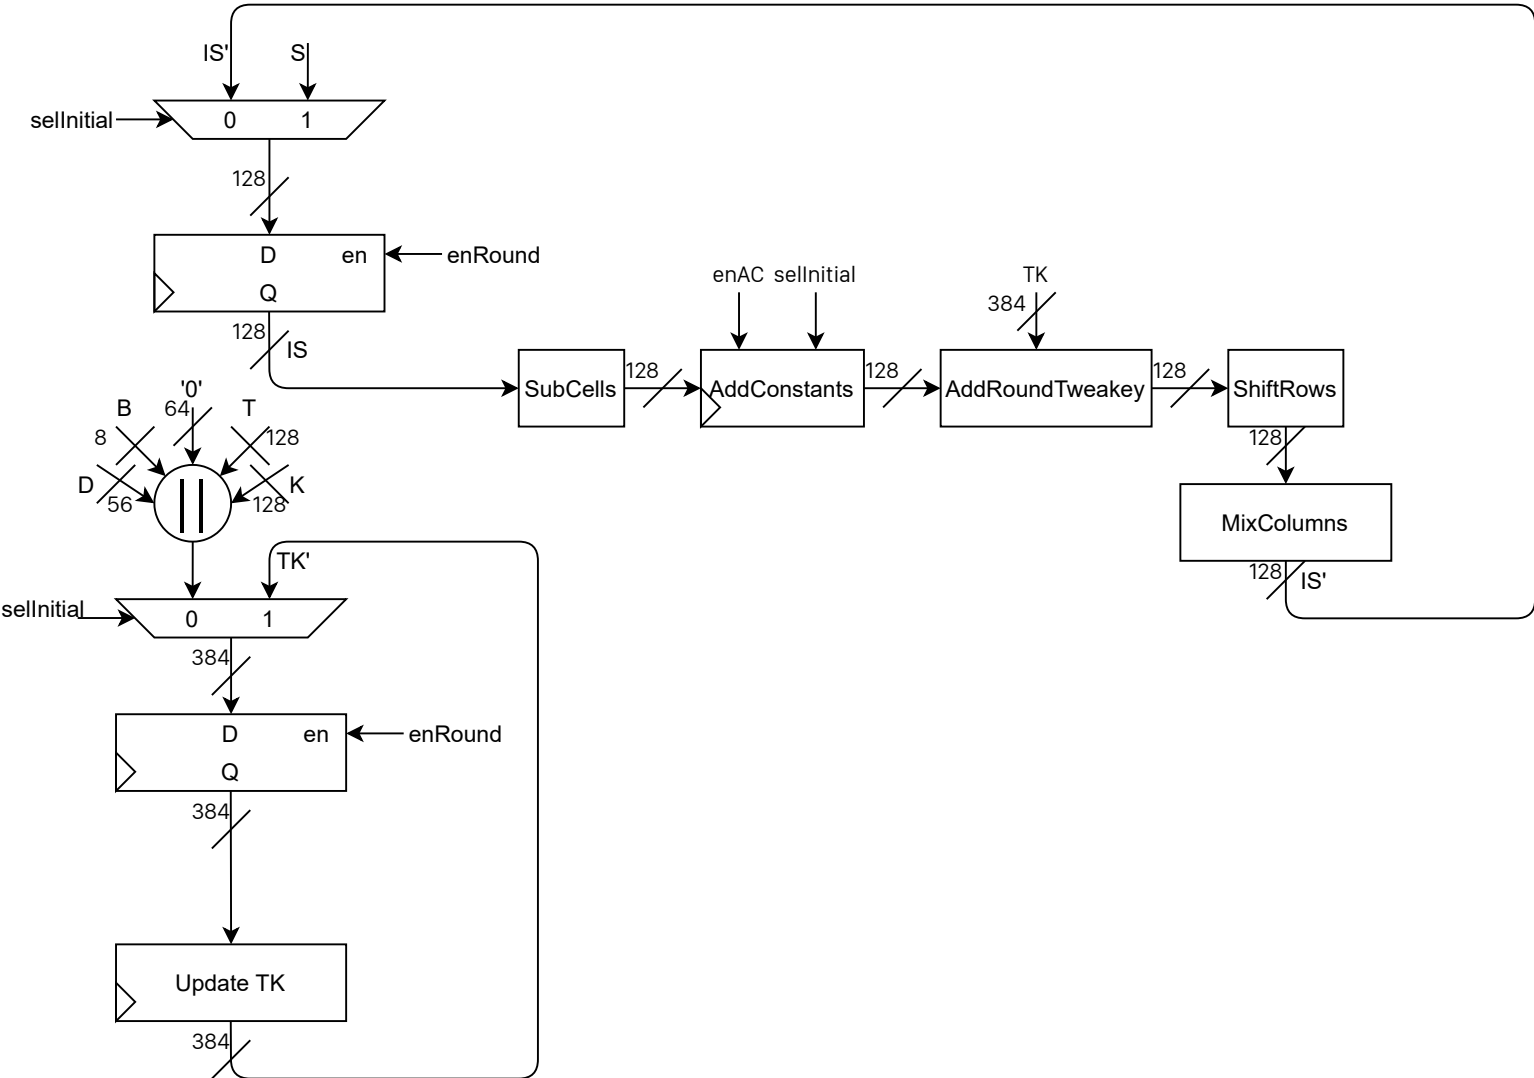 IS' S
selInitial 0 1
128
D en enRound
Q
128 IS
enAC selInitial TK
384
SubCells 128 AddConstants 128 AddRoundTweakey 128 ShiftRows
128
MixColumns
128 IS'
'0'
B 64 T
8 128
D K
56 128
||
TK'
selInitial 0 1
384
D en enRound
Q
384
Update TK
384